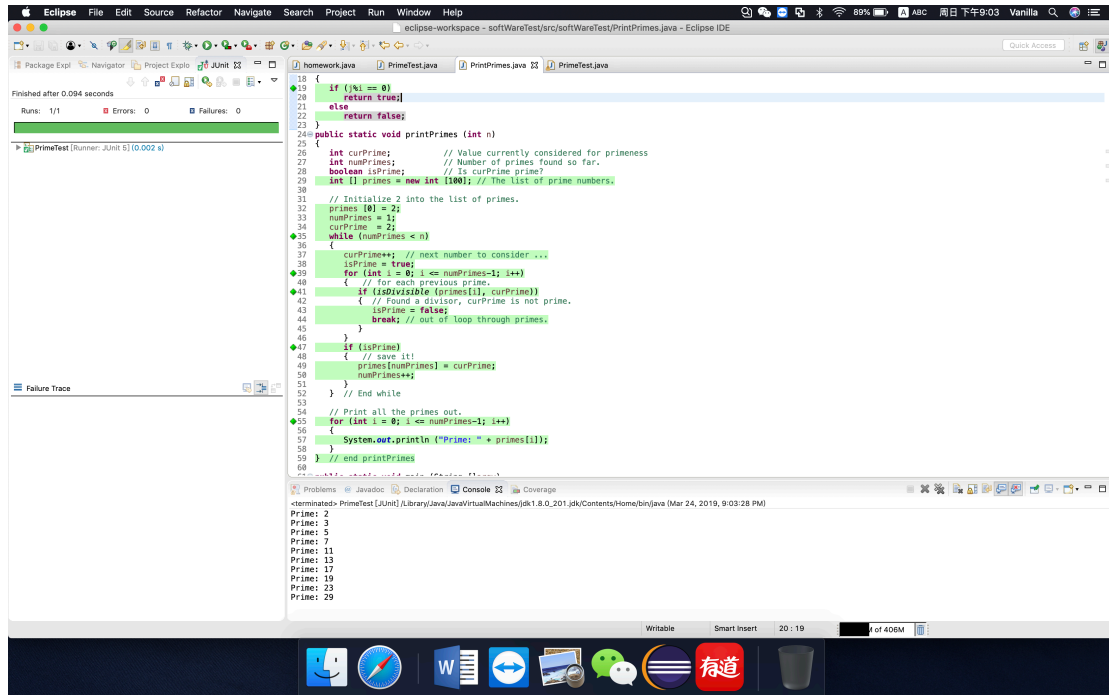 Eclipse File Edit Source Refactor Navigate Search Project Run Window Help 89% ABC 周日下午9:03 Vanilla
eclipse-workspace - softWareTest/src/softWareTest/PrintPrimes.java - Eclipse IDE
Quick Access
Package Expl Navigator Project Explo JUnit
Finished after 0.094 seconds
Runs: 1/1 Errors: 0 Failures: 0
PrimeTest [Runner: JUnit 5] (0.002 s)
Failure Trace
homework.java PrimeTest.java PrintPrimes.java PrimeTest.java
18 {
19 if (j%i == 0)
20 return true;
21 else
22 return false;
23 }
24 public static void printPrimes (int n)
25 {
26 int curPrime; // Value currently considered for primeness
27 int numPrimes; // Number of primes found so far.
28 boolean isPrime; // Is curPrime prime?
29 int [] primes = new int [100]; // The list of prime numbers.
30
31 // Initialize 2 into the list of primes.
32 primes [0] = 2;
33 numPrimes = 1;
34 curPrime = 2;
35 while (numPrimes < n)
36 {
37 curPrime++; // next number to consider ...
38 isPrime = true;
39 for (int i = 0; i <= numPrimes-1; i++)
40 { // for each previous prime.
41 if (isDivisible (primes[i], curPrime))
42 { // Found a divisor, curPrime is not prime.
43 isPrime = false;
44 break; // out of loop through primes.
45 }
46 }
47 if (isPrime)
48 { // save it!
49 primes[numPrimes] = curPrime;
50 numPrimes++;
51 }
52 } // End while
53
54 // Print all the primes out.
55 for (int i = 0; i <= numPrimes-1; i++)
56 {
57 System.out.println ("Prime: " + primes[i]);
58 }
59 } // end printPrimes
60
Problems Javadoc Declaration Console Coverage
<terminated> PrimeTest [JUnit] /Library/Java/JavaVirtualMachines/jdk1.8.0_201.jdk/Contents/Home/bin/java (Mar 24, 2019, 9:03:28 PM)
Prime: 2
Prime: 3
Prime: 5
Prime: 7
Prime: 11
Prime: 13
Prime: 17
Prime: 19
Prime: 23
Prime: 29
Writable Smart Insert 20 : 19 of 406M
W 有道